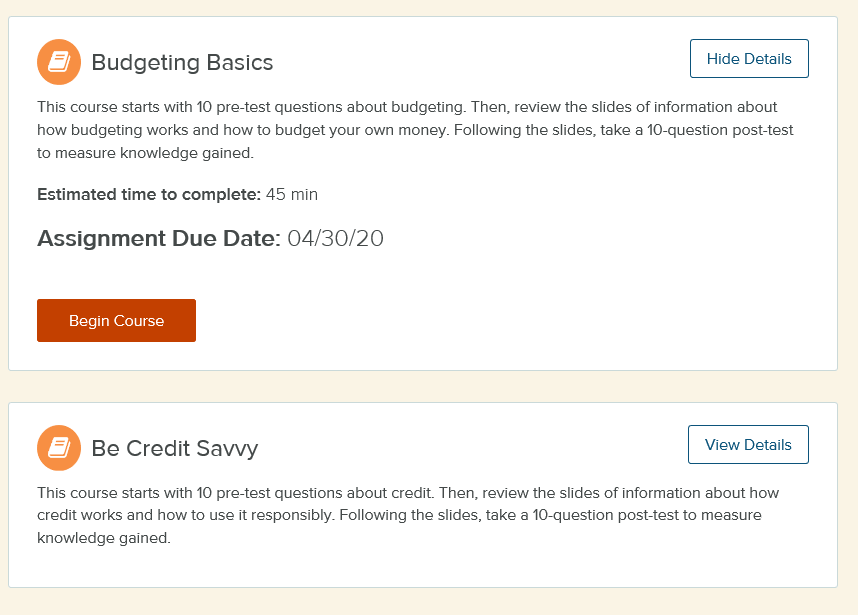 Budgeting Basics
Hide Details
This course starts with 10 pre-test questions about budgeting. Then, review the slides of information about
how budgeting works and how to budget your own money. Following the slides, take a 10-question post-test
to measure knowledge gained.
Estimated time to complete: 45 min
Assignment Due Date: 04/30/20
Begin Course
Be Credit Savvy
View Details
This course starts with 10 pre-test questions about credit. Then, review the slides of information about how
credit works and how to use it responsibly. Following the slides, take a 10-question post-test to measure
knowledge gained.